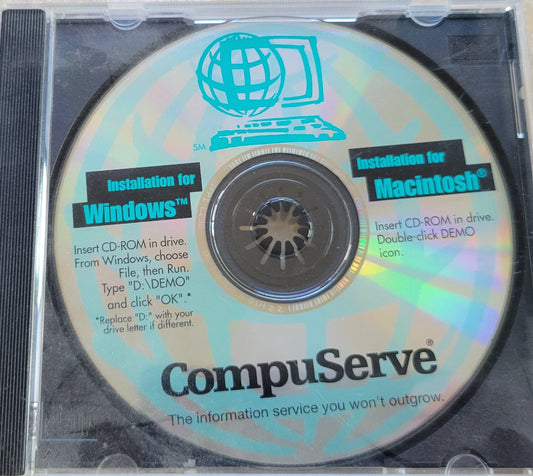 SM
Installation for
Windows™
Insert CD-ROM in drive.
From Windows, choose
File, then Run.
Type "D:\DEMO"
and click "OK".*
*Replace "D:" with your
drive letter if different.
Installation for
Macintosh®
Insert CD-ROM in drive.
Double-click DEMO
icon.
CompuServe®
The information service you won't outgrow.